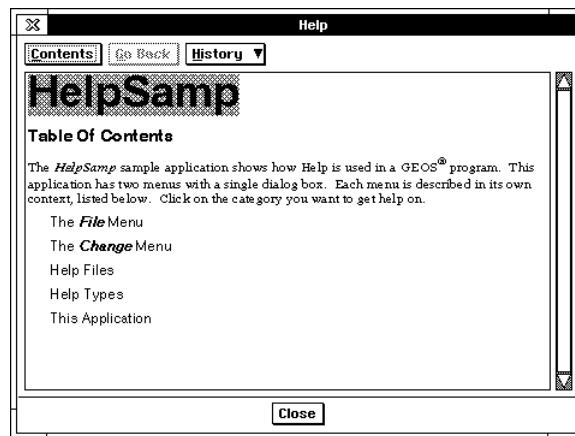 Help
Contents Go Back History
HelpSamp
Table Of Contents
The HelpSamp sample application shows how Help is used in a GEOS® program. This
application has two menus with a single dialog box. Each menu is described in its own
context, listed below. Click on the category you want to get help on.
The File Menu
The Change Menu
Help Files
Help Types
This Application
Close